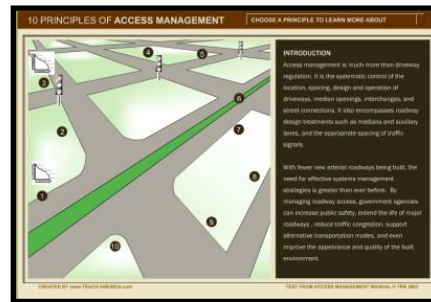 10 PRINCIPLES OF ACCESS MANAGEMENT
CHOOSE A PRINCIPLE TO LEARN MORE ABOUT
4
5
3
6
2
7
8
1
9
10
INTRODUCTION
Access management is much more than driveway
regulation. It is the systematic control of the
location, spacing, design and operation of
driveways, median openings, interchanges, and
street connections. It also encompasses roadway
design treatments such as medians and auxiliary
lanes, and the appropriate spacing of traffic
signals.
With fewer new arterial roadways being built, the
need for effective systems management
strategies is greater than ever before. By
managing roadway access, government agencies
can increase public safety, extend the life of major
roadways , reduce traffic congestion, support
alternative transportation modes, and even
improve the appearance and quality of the built
environment.
CREATED BY www.TEACHAMERICA.com
TEXT FROM ACCESS MANAGEMENT MANUAL © TRB 2003